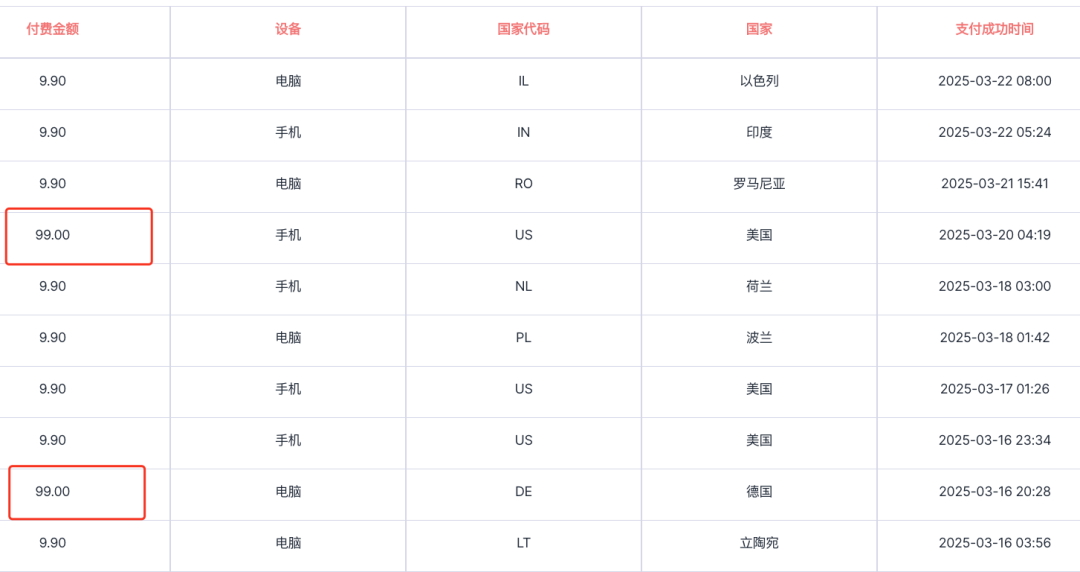 付费金额 设备 国家代码 国家 支付成功时间
9.90 电脑 IL 以色列 2025-03-22 08:00
9.90 手机 IN 印度 2025-03-22 05:24
9.90 电脑 RO 罗马尼亚 2025-03-21 15:41
99.00 手机 US 美国 2025-03-20 04:19
9.90 手机 NL 荷兰 2025-03-18 03:00
9.90 电脑 PL 波兰 2025-03-18 01:42
9.90 手机 US 美国 2025-03-17 01:26
9.90 手机 US 美国 2025-03-16 23:34
99.00 电脑 DE 德国 2025-03-16 20:28
9.90 电脑 LT 立陶宛 2025-03-16 03:56